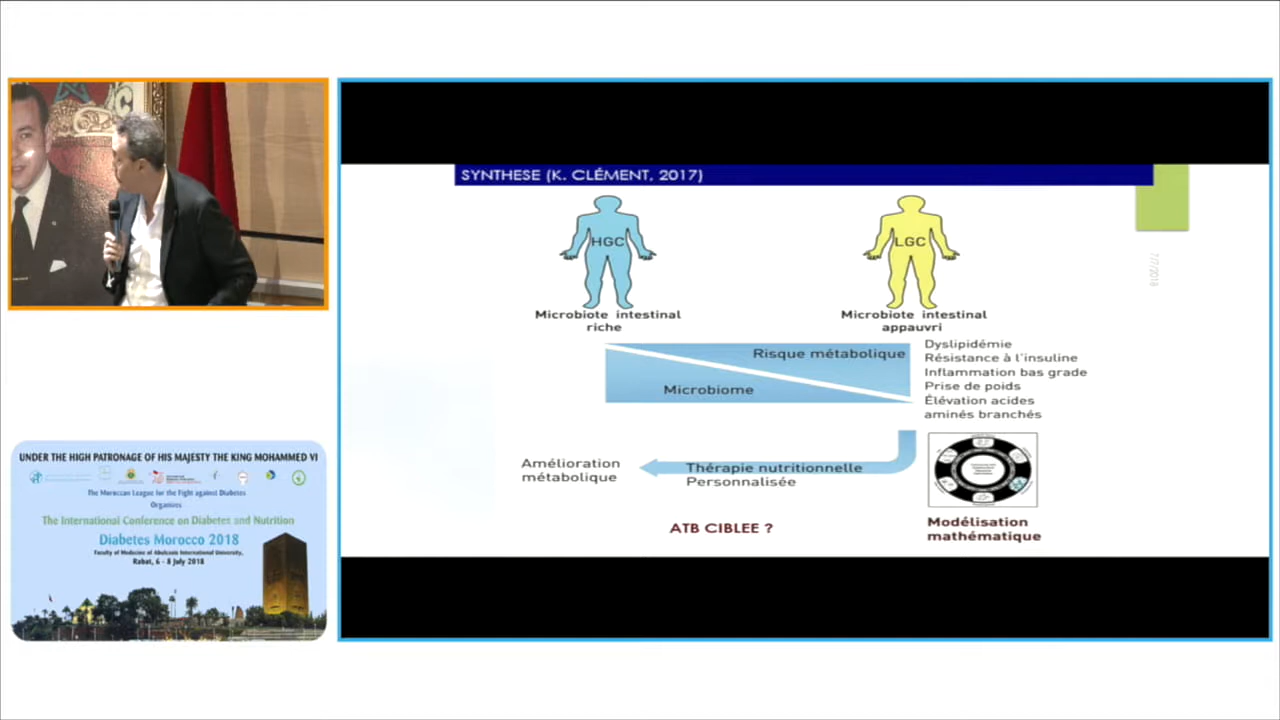 SYNTHESE (K. CLÉMENT, 2017)
HGC
LGC
7/7/2018
Microbiote intestinal
riche
Microbiote intestinal
appauvri
Risque métabolique
Microbiome
Dyslipidémie
Résistance à l'insuline
Inflammation bas grade
Prise de poids
Élévation acides
aminés branchés
Amélioration
métabolique
Thérapie nutritionnelle
Personnalisée
ATB CIBLEE ?
Modélisation
mathématique
UNDER THE HIGH PATRONAGE OF HIS MAJESTY THE KING MOHAMMED VI
The Moroccan League for the Fight against Diabetes
Organizes
The International Conference on Diabetes and Nutrition
Diabetes Morocco 2018
Faculty of Medicine of Abulcasis International University,
Rabat, 6 - 8 July 2018